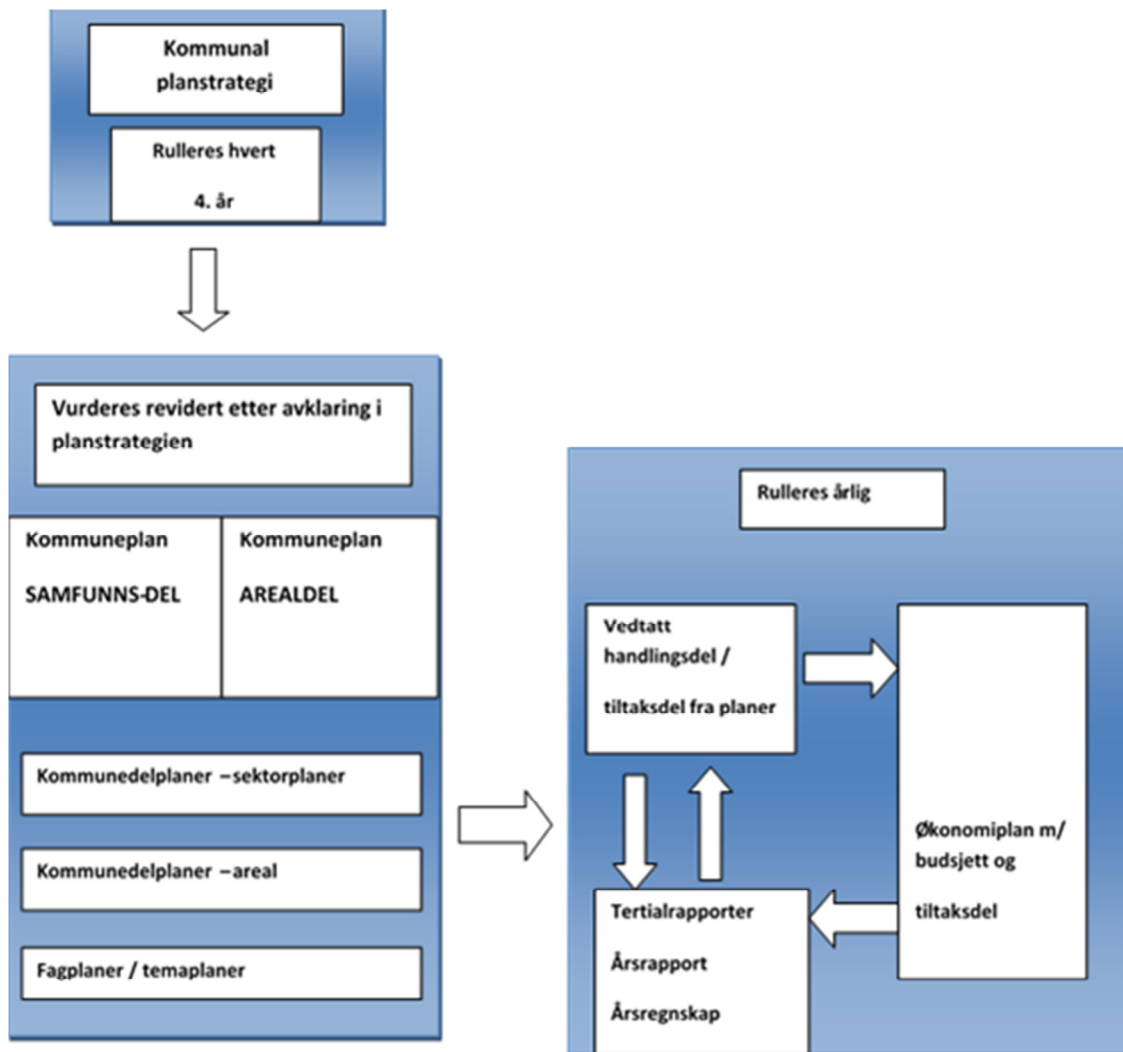 Kommunal
planstrategi
Rulleres hvert
4. år
Vurderes revidert etter avklaring i
planstrategien
Kommuneplan
SAMFUNNS-DEL
Kommuneplan
AREALDEL
Kommunedelplaner – sektorplaner
Kommunedelplaner – areal
Fagplaner / temaplaner
Rulleres årlig
Vedtatt
handlingsdel /
tiltaksdel fra planer
Økonomiplan m/
budsjett og
tiltaksdel
Tertialrapporter
Årsrapport
Årsregnskap